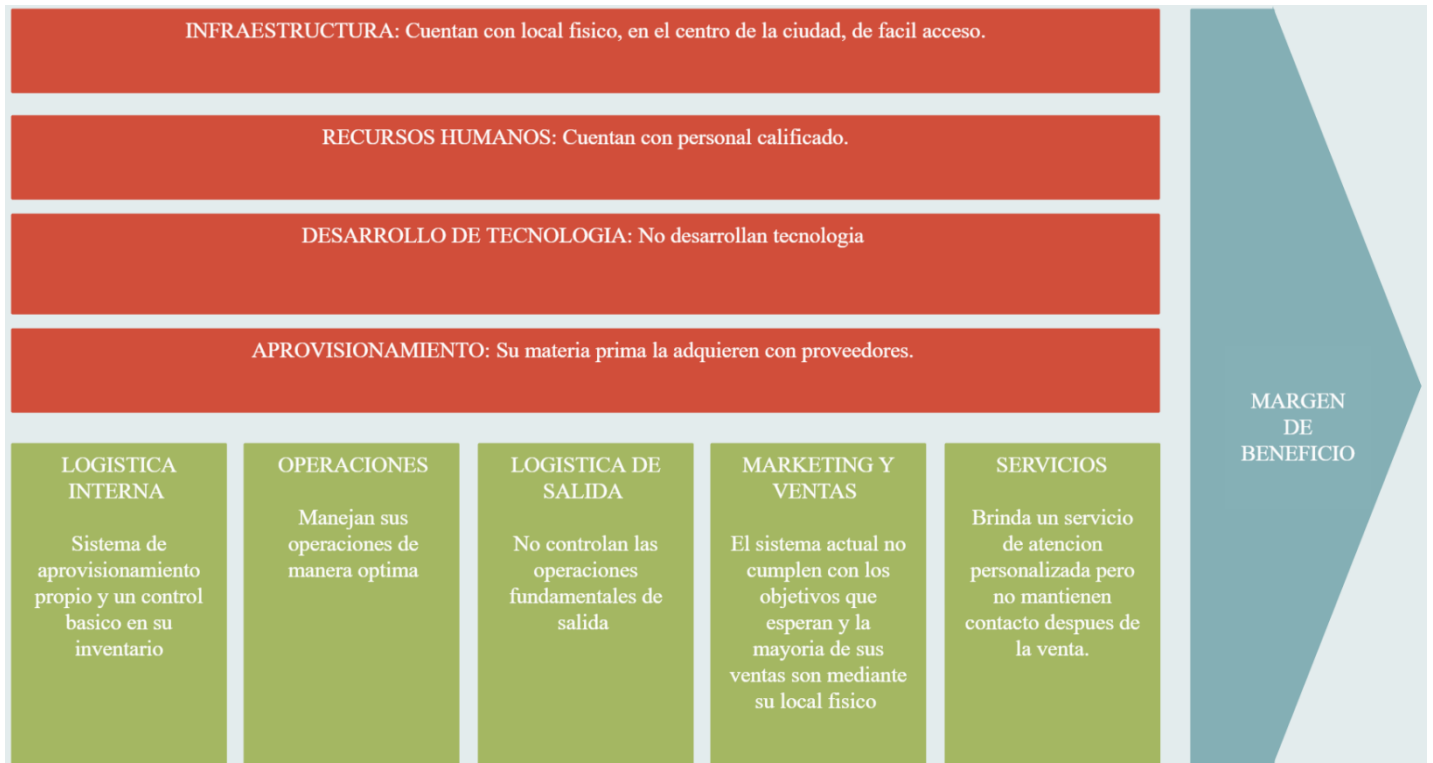 INFRAESTRUCTURA: Cuentan con local fisico, en el centro de la ciudad, de facil acceso.
RECURSOS HUMANOS: Cuentan con personal calificado.
DESARROLLO DE TECNOLOGIA: No desarrollan tecnologia
APROVISIONAMIENTO: Su materia prima la adquieren con proveedores.
LOGISTICA
INTERNA
Sistema de
aprovisionamiento
propio y un control
basico en su
inventario
OPERACIONES
Manejan sus
operaciones de
manera optima
LOGISTICA DE
SALIDA
No controlan las
operaciones
fundamentales de
salida
MARKETING Y
VENTAS
El sistema actual no
cumplen con los
objetivos que
esperan y la
mayoria de sus
ventas son mediante
su local fisico
SERVICIOS
Brinda un servicio
de atencion
personalizada pero
no mantienen
contacto despues de
la venta.
MARGEN
DE
BENEFICIO